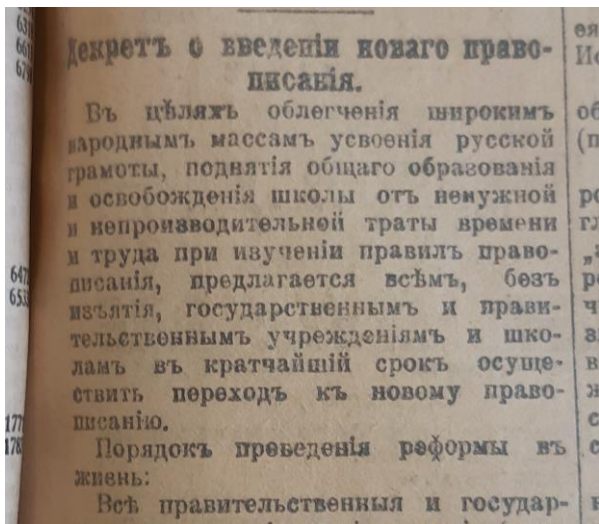 Декретъ о введеніи новаго право-
писанія.
Въ цѣляхъ облегченія широкимъ
народнымъ массамъ усвоенія русской
грамоты, поднятія общаго образованія
и освобожденія школы отъ ненужной
и непроизводительной траты времени
и труда при изученіи правилъ право-
писанія, предлагается всѣмъ, безъ
изъятія, государственнымъ и прави-
тельственнымъ учрежденіямъ и шко-
ламъ въ кратчайшій срокъ осуще-
ствить переходъ къ новому право-
писанію.
Порядокъ проведенія реформы въ
жизнь:
Всѣ правительственныя и государ-